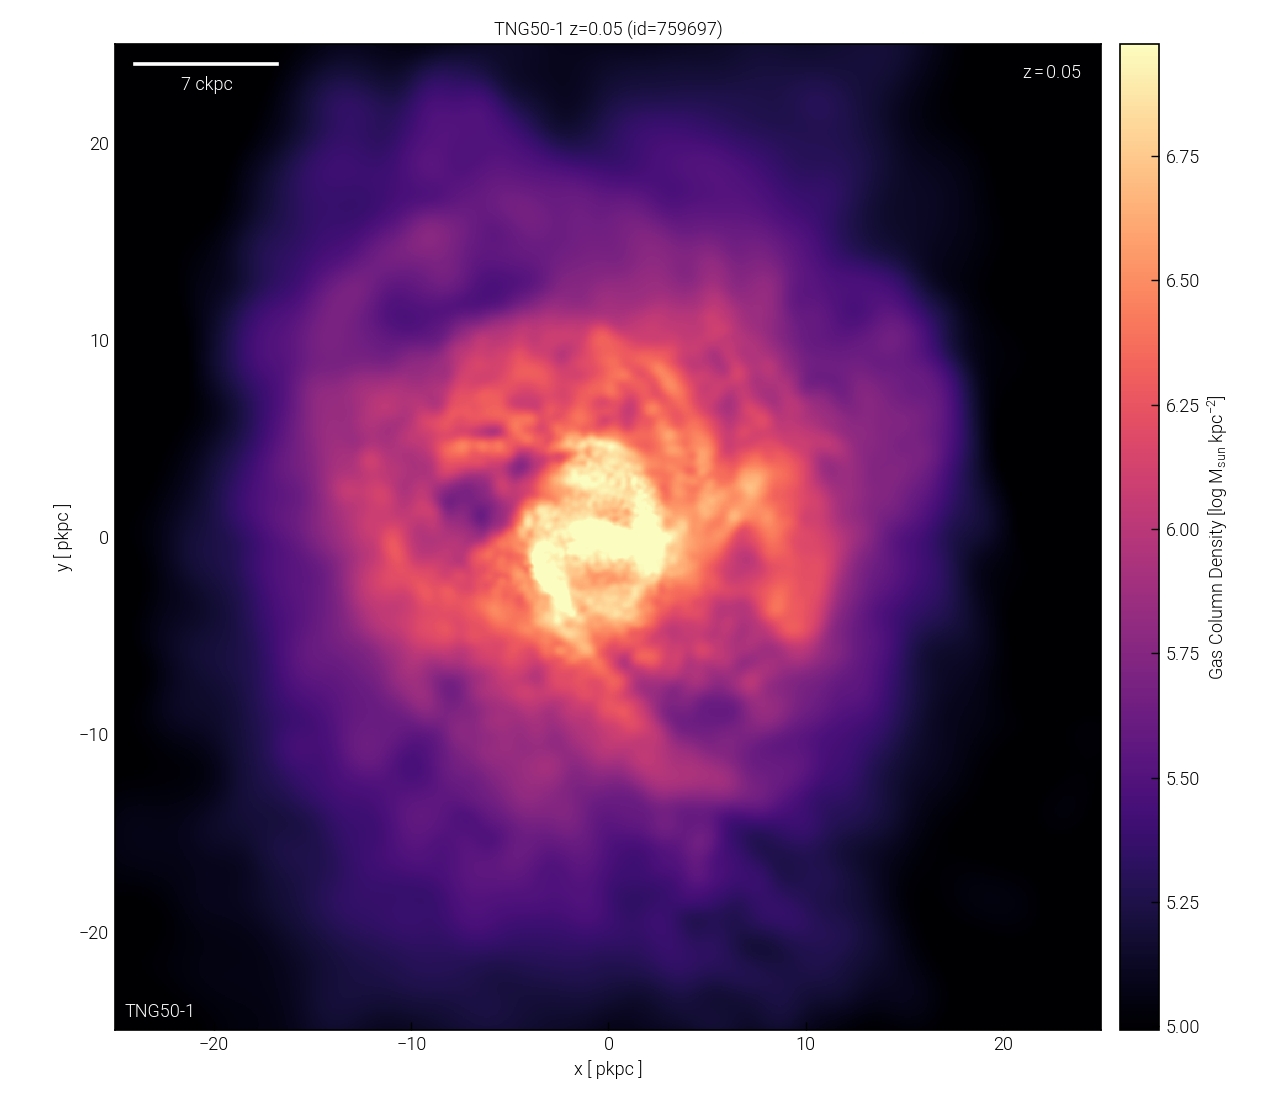 TNG50-1 z=0.05 (id=759697)
7 ckpc
z=0.05
20
10
0
−10
−20
y [ pkpc ]
TNG50-1
−20
−10
0
10
20
x [ pkpc ]
6.75
6.50
6.25
6.00
5.75
5.50
5.25
5.00
Gas Column Density [log M_sun kpc^−2]